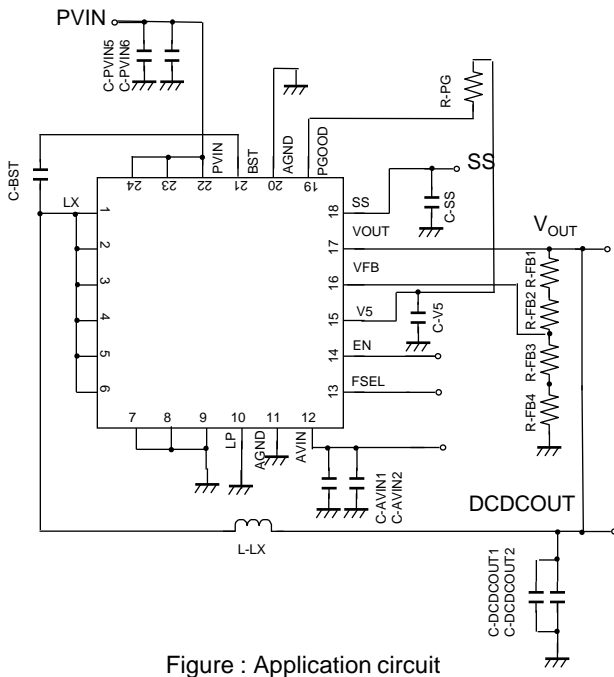 PVIN
C-PVIN5
C-PVIN6
R-PG
C-BST
PVIN
BST
AGND
PGOOD
24
23
22
21
20
19
LX
1
2
3
4
5
6
18
17
16
15
14
13
SS
VOUT
VFB
V5
EN
FSEL
SS
C-SS
C-V5
VOUT
R-FB1
R-FB2
R-FB3
R-FB4
7
8
9
10
11
12
LP
AGND
AVIN
C-AVIN1
C-AVIN2
L-LX
DCDCOUT
C-DCDCOUT1
C-DCDCOUT2
Figure : Application circuit